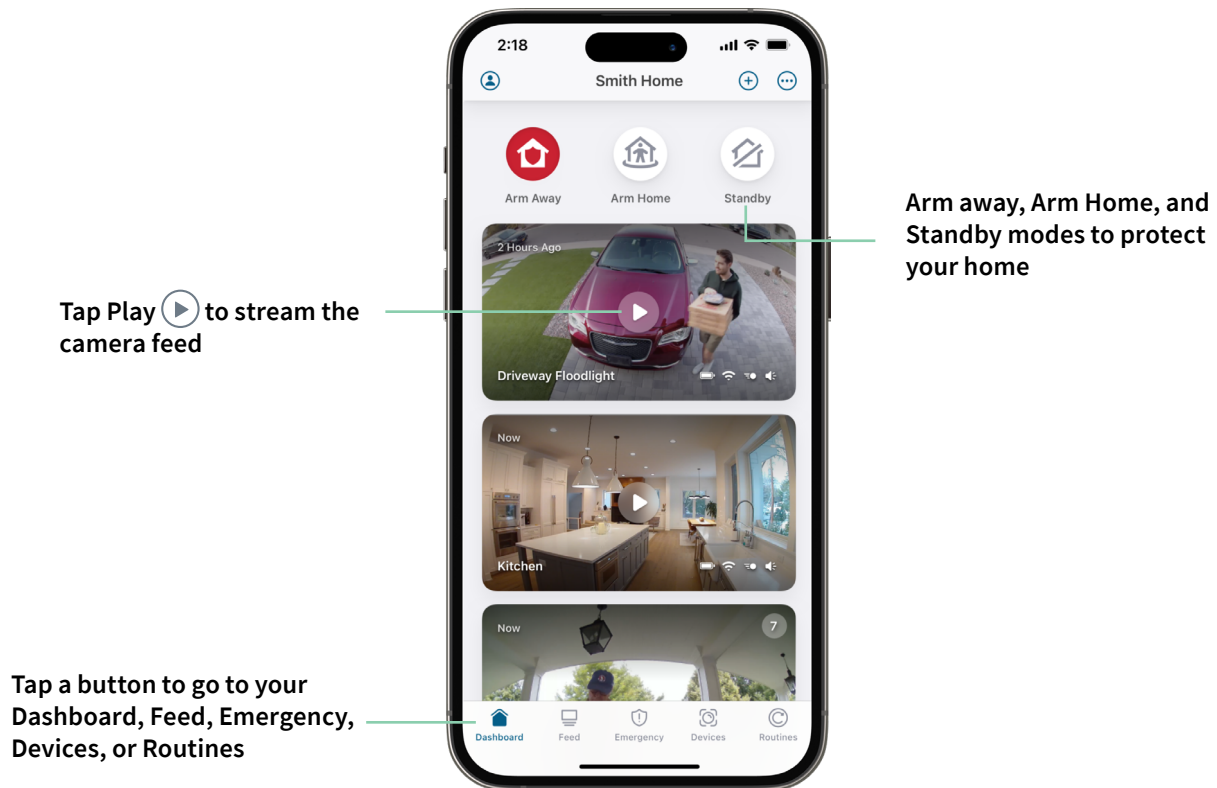 2:18
Smith Home
Arm Away
Arm Home
Standby
Arm away, Arm Home, and
Standby modes to protect
your home
2 Hours Ago
Tap Play to stream the
camera feed
Driveway Floodlight
Now
Kitchen
Now
7
Tap a button to go to your
Dashboard, Feed, Emergency,
Devices, or Routines
Dashboard
Feed
Emergency
Devices
Routines